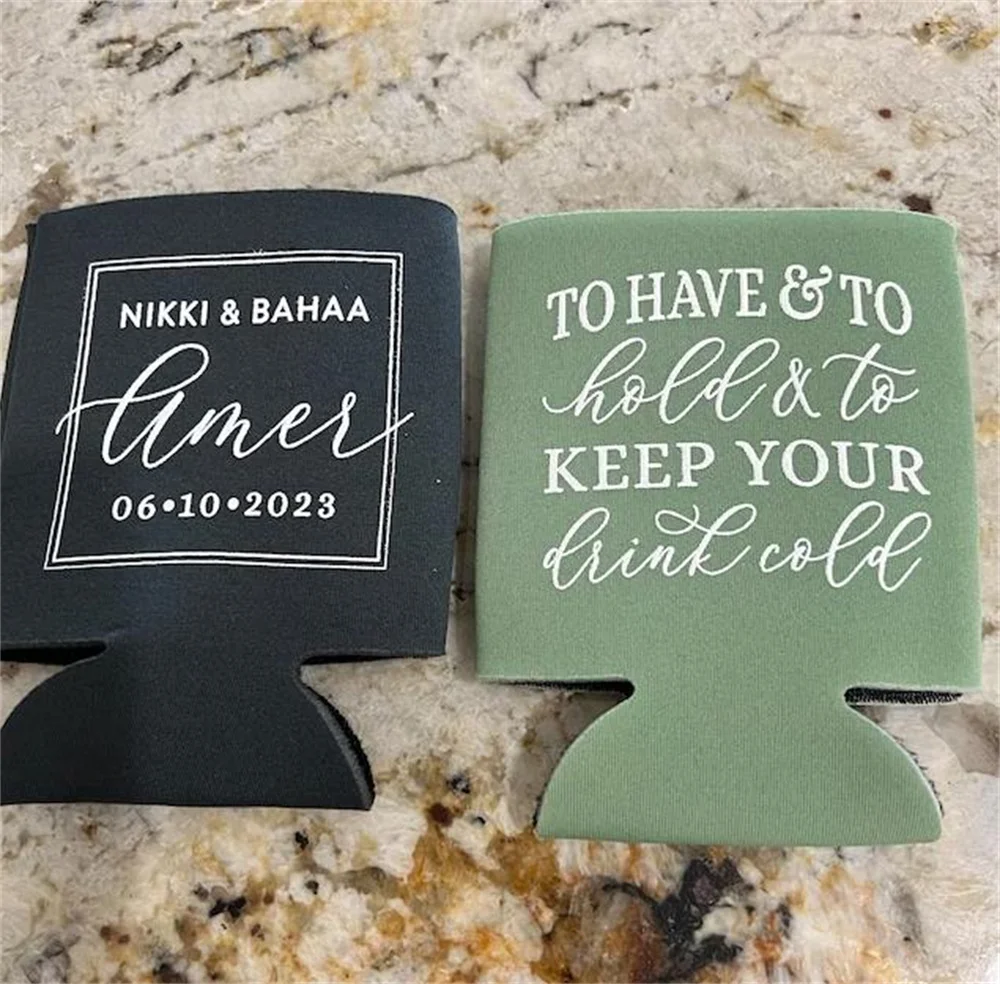 NIKKI & BAHAA
Amer
06•10•2023
TO HAVE & TO
hold & to
KEEP YOUR
drink cold